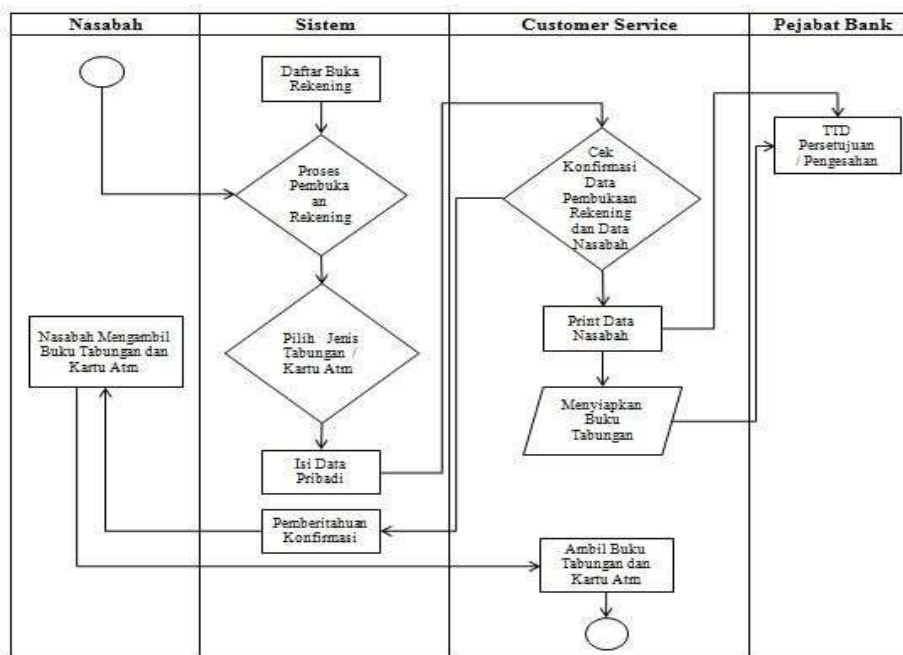 Nasabah
Sistem
Customer Service
Pejabat Bank
Daftar Buka
Rekening
TTD
Persetujuan
/ Pengesahan
Proses
Pembuka
an
Rekening
Cek
Konfirmasi
Data
Pembukaan
Rekening
dan Data
Nasabah
Nasabah Mengambil
Buku Tabungan dan
Kartu Atm
Pilih Jenis
Tabungan /
Kartu Atm
Print Data
Nasabah
Menyiapkan
Buku
Tabungan
Isi Data
Pribadi
Pemberitahuan
Konfirmasi
Ambil Buku
Tabungan dan
Kartu Atm